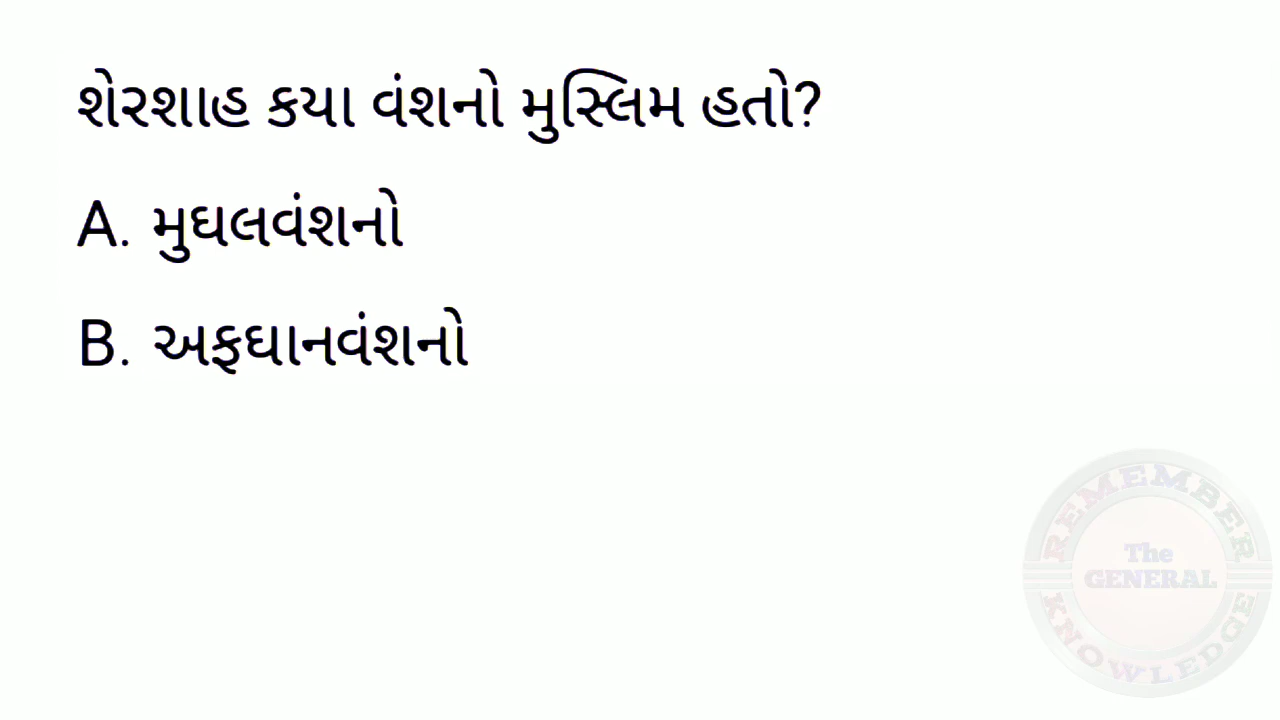 શેરશાહ કયા વંશનો મુસ્લિમ હતો?
A. મુઘલવંશનો
B. અફઘાનવંશનો
REMEMBER
The
GENERAL
KNOWLEDGE